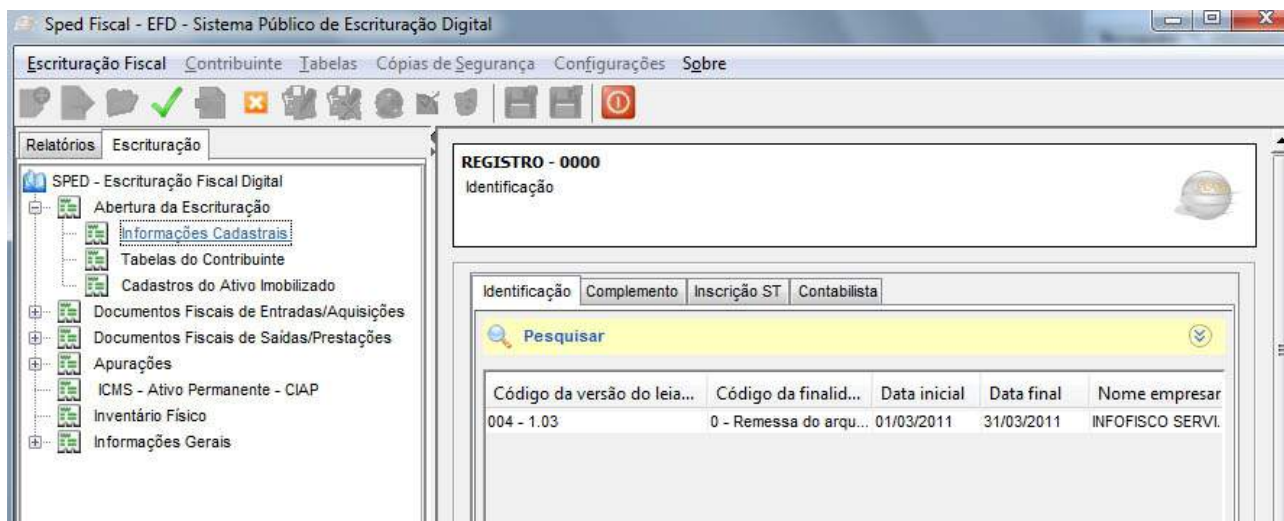 Sped Fiscal - EFD - Sistema Público de Escrituração Digital
Escrituração Fiscal Contribuinte Tabelas Cópias de Segurança Configurações Sobre
Relatórios Escrituração
SPED - Escrituração Fiscal Digital
Abertura da Escrituração
Informações Cadastrais
Tabelas do Contribuinte
Cadastros do Ativo Imobilizado
Documentos Fiscais de Entradas/Aquisições
Documentos Fiscais de Saídas/Prestações
Apurações
ICMS - Ativo Permanente - CIAP
Inventário Físico
Informações Gerais
REGISTRO - 0000
Identificação
Identificação Complemento Inscrição ST Contabilista
Pesquisar
Código da versão do leia... Código da finalid... Data inicial Data final Nome empresar
004 - 1.03 0 - Remessa do arqu... 01/03/2011 31/03/2011 INFOFISCO SERVI.